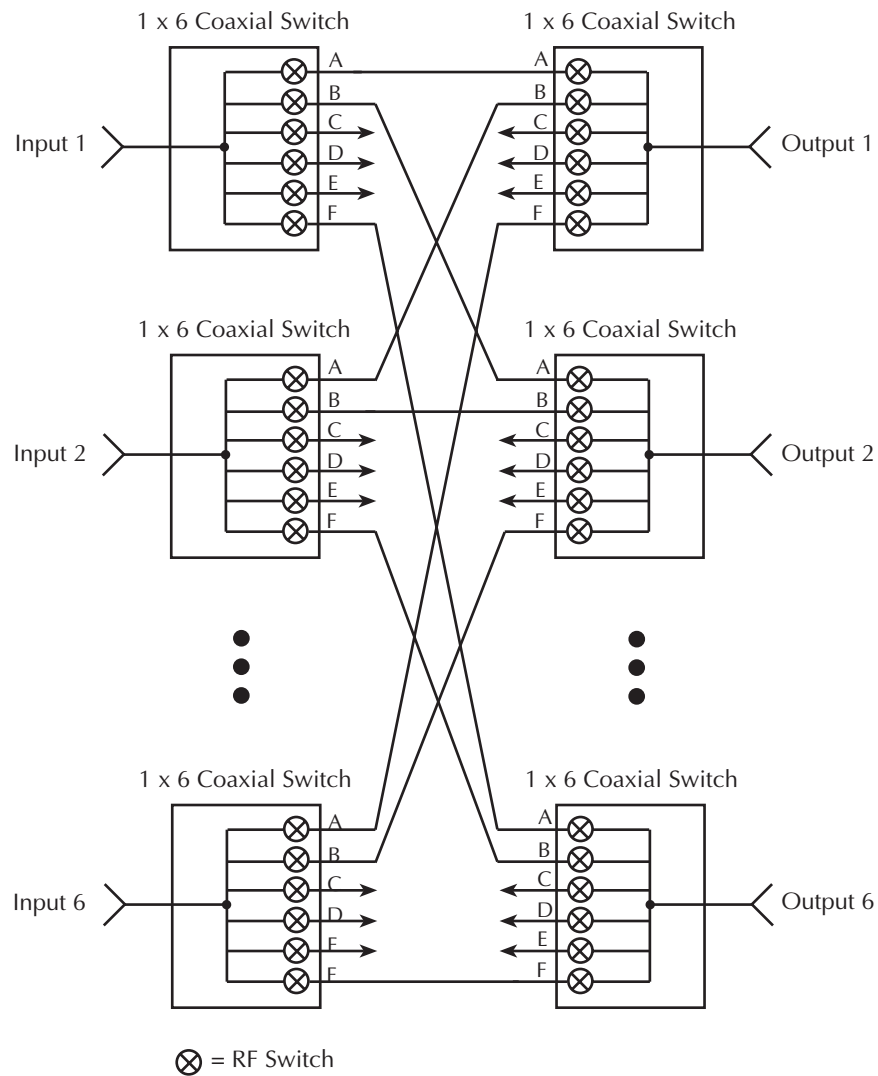 1 x 6 Coaxial Switch
1 x 6 Coaxial Switch
A
B
C
D
E
F
A
B
C
D
E
F
Input 1
Output 1
1 x 6 Coaxial Switch
1 x 6 Coaxial Switch
A
B
C
D
E
F
A
B
C
D
E
F
Input 2
Output 2
1 x 6 Coaxial Switch
1 x 6 Coaxial Switch
A
B
C
D
E
F
A
B
C
D
E
F
Input 6
Output 6
= RF Switch